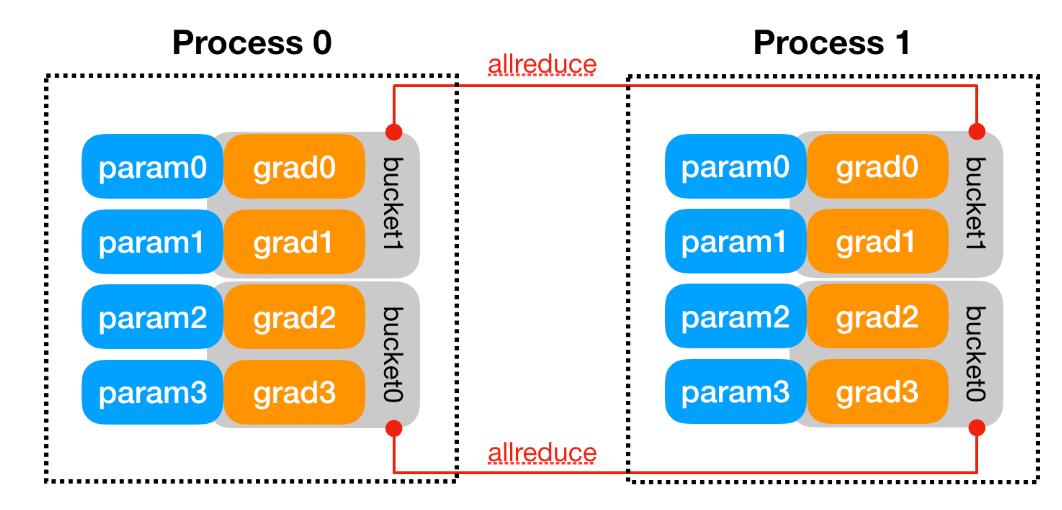 Process 0
Process 1
allreduce
param0 grad0
param1 grad1
bucket1
param2 grad2
param3 grad3
bucket0
param0 grad0
param1 grad1
bucket1
param2 grad2
param3 grad3
bucket0
allreduce